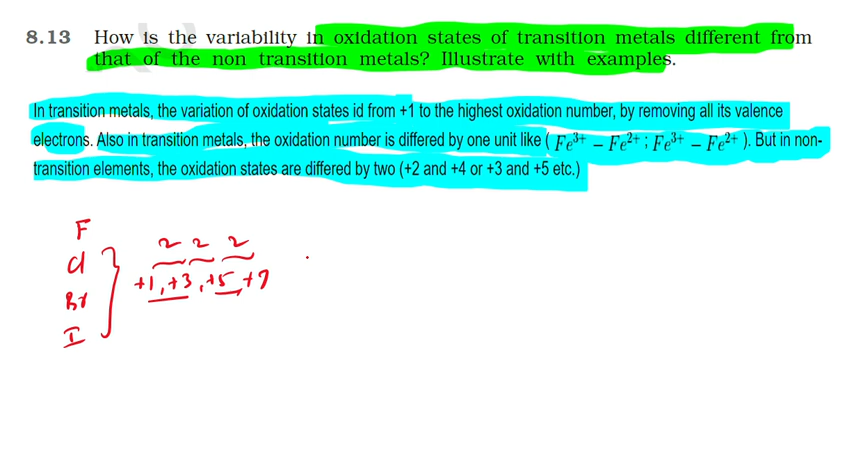 8.13 How is the variability in oxidation states of transition metals different from
that of the non transition metals? Illustrate with examples.
In transition metals, the variation of oxidation states id from +1 to the highest oxidation number, by removing all its valence
electrons. Also in transition metals, the oxidation number is differed by one unit like ( Fe³⁺ – Fe²⁺ ; Fe³⁺ – Fe²⁺ ). But in non-
transition elements, the oxidation states are differed by two (+2 and +4 or +3 and +5 etc.)
F
Cl
Br
I
2 2 2
+1, +3, +5, +7